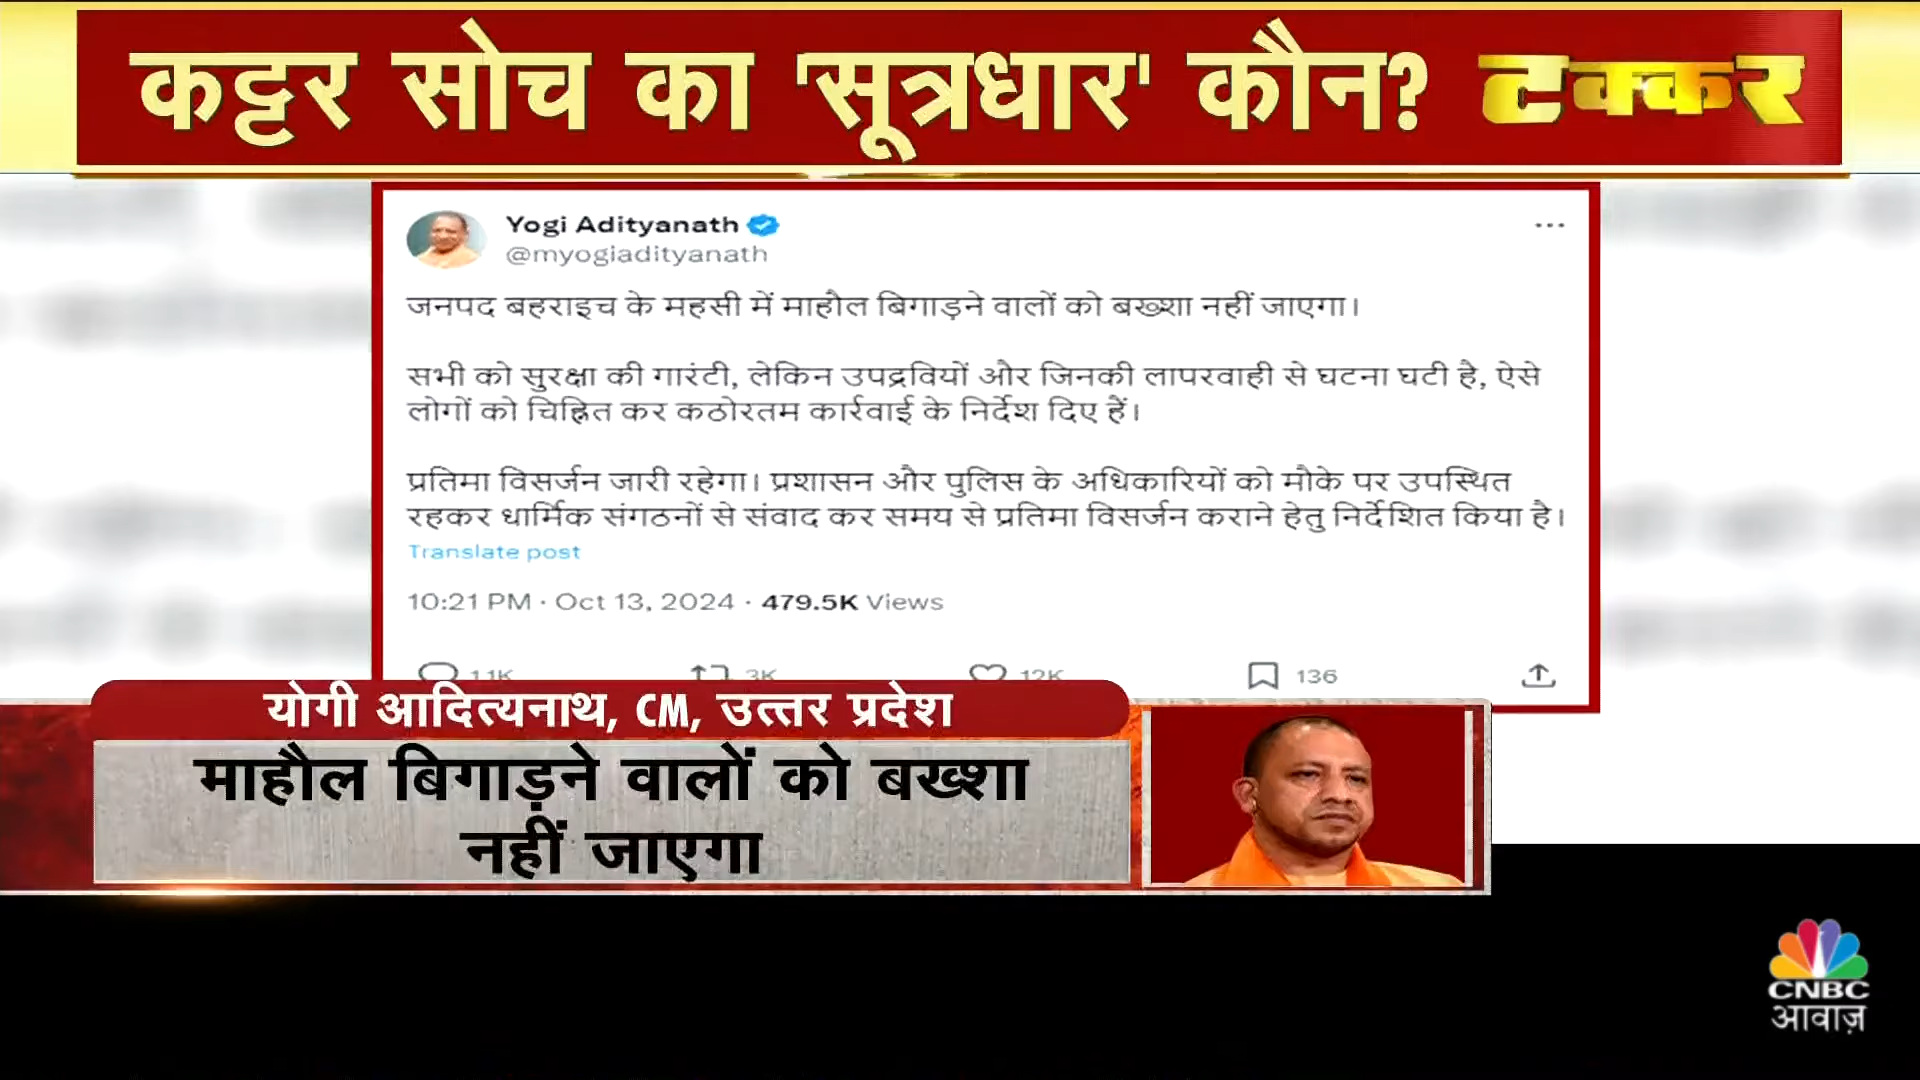 कट्टर सोच का 'सूत्रधार' कौन? टक्कर
Yogi Adityanath
@myogiadityanath
जनपद बहराइच के महसी में माहौल बिगाड़ने वालों को बख्शा नहीं जाएगा।
सभी को सुरक्षा की गारंटी, लेकिन उपद्रवियों और जिनकी लापरवाही से घटना घटी है, ऐसे
लोगों को चिह्नित कर कठोरतम कार्रवाई के निर्देश दिए हैं।
प्रतिमा विसर्जन जारी रहेगा। प्रशासन और पुलिस के अधिकारियों को मौके पर उपस्थित
रहकर धार्मिक संगठनों से संवाद कर समय से प्रतिमा विसर्जन कराने हेतु निर्देशित किया है।
Translate post
10:21 PM · Oct 13, 2024 · 479.5K Views
3K 12K 136
योगी आदित्यनाथ, CM, उत्तर प्रदेश
माहौल बिगाड़ने वालों को बख्शा
नहीं जाएगा
CNBC
आवाज़